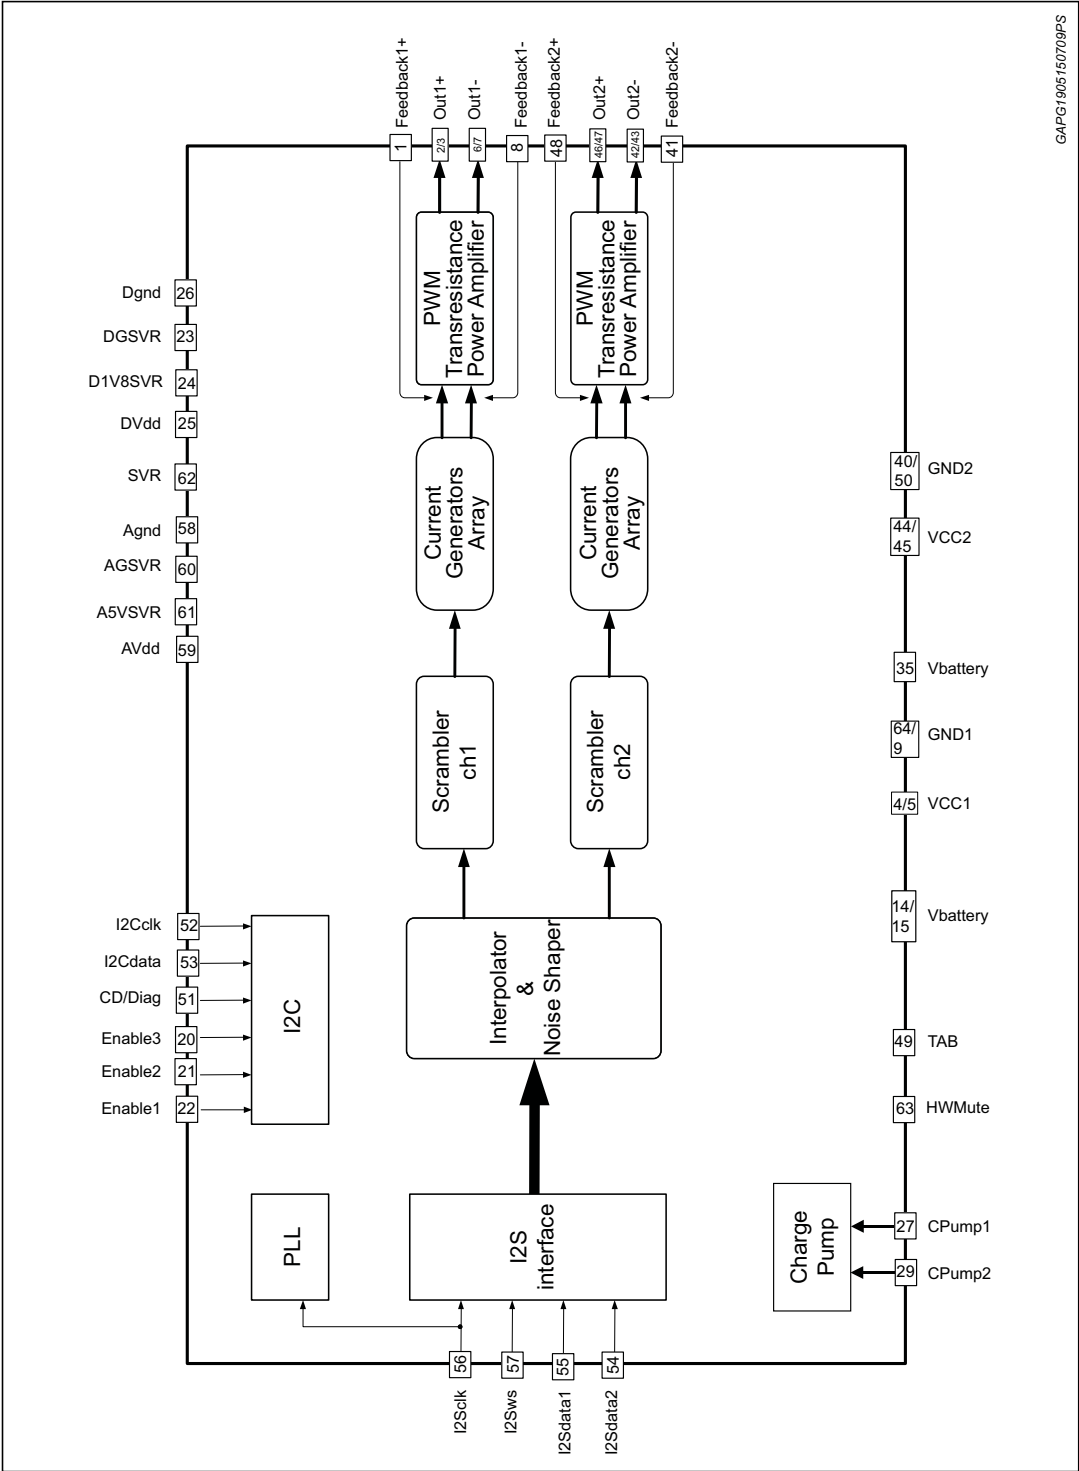 GAPG1905150709PS
Feedback1+
Out1+
Out1-
Feedback1-
Feedback2+
Out2+
Out2-
Feedback2-
1
2/3
6/7
8
48
46/47
42/43
41
PWM
Transresistance
Power Amplifier
PWM
Transresistance
Power Amplifier
Current
Generators
Array
Current
Generators
Array
Scrambler
ch1
Scrambler
ch2
Interpolator
&
Noise Shaper
I2S
interface
PLL
I2C
Charge
Pump
Dgnd 26
DGSVR 23
D1V8SVR 24
DVdd 25
SVR 62
Agnd 58
AGSVR 60
A5VSVR 61
AVdd 59
I2Cclk 52
I2Cdata 53
CD/Diag 51
Enable3 20
Enable2 21
Enable1 22
40/
50 GND2
44/
45 VCC2
35 Vbattery
64/
9 GND1
4/5 VCC1
14/
15 Vbattery
49 TAB
63 HWMute
27 CPump1
29 CPump2
56
57
55
54
I2Sclk
I2Sws
I2Sdata1
I2Sdata2